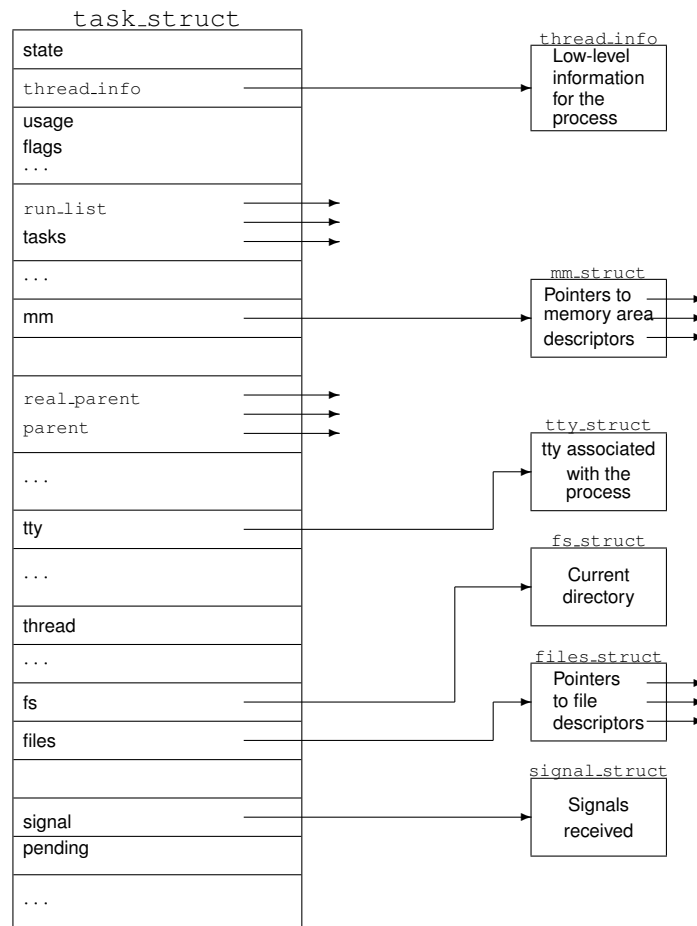 task_struct
state
thread_info
usage
flags
. . .
run_list
tasks
. . .
mm
real_parent
parent
. . .
tty
. . .
thread
. . .
fs
files
signal
pending
. . .
thread_info
Low-level
information
for the
process
mm_struct
Pointers to
memory area
descriptors
tty_struct
tty associated
with the
process
fs_struct
Current
directory
files_struct
Pointers
to file
descriptors
signal_struct
Signals
received